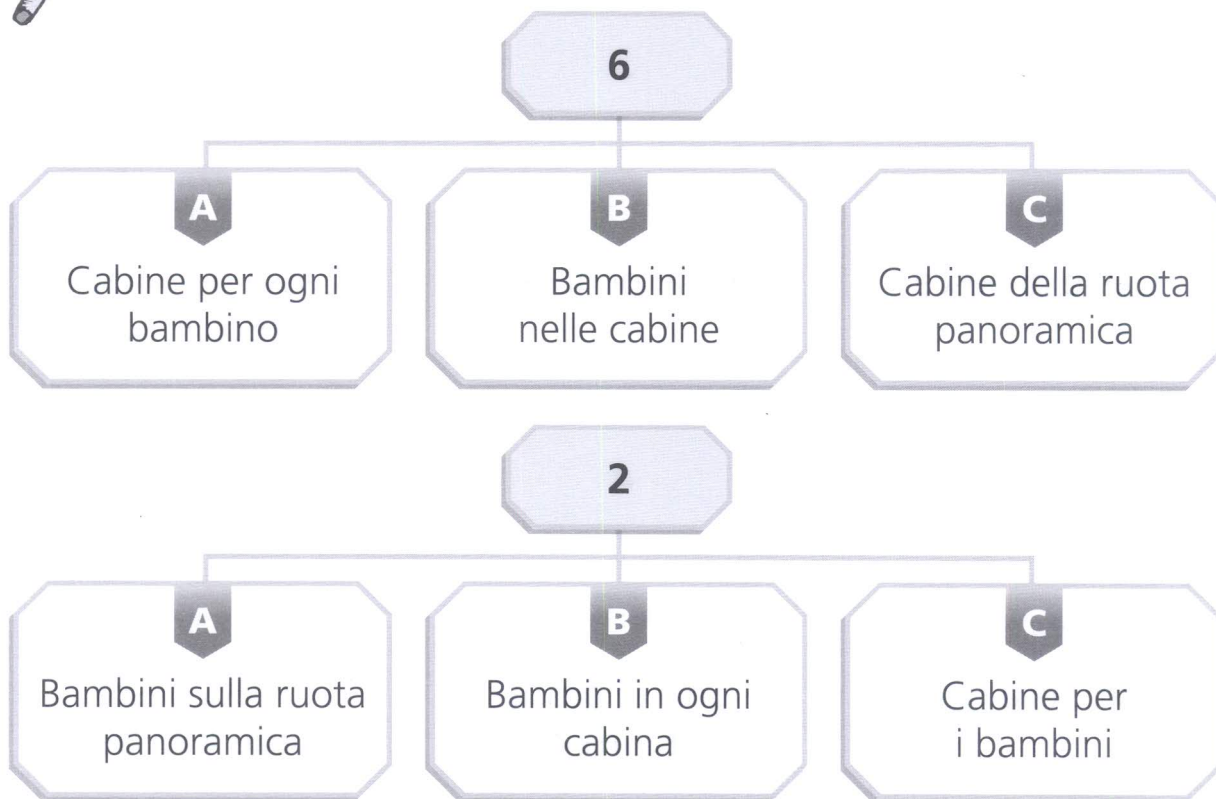 6
A
Cabine per ogni
bambino
B
Bambini
nelle cabine
C
Cabine della ruota
panoramica
2
A
Bambini sulla ruota
panoramica
B
Bambini in ogni
cabina
C
Cabine per
i bambini